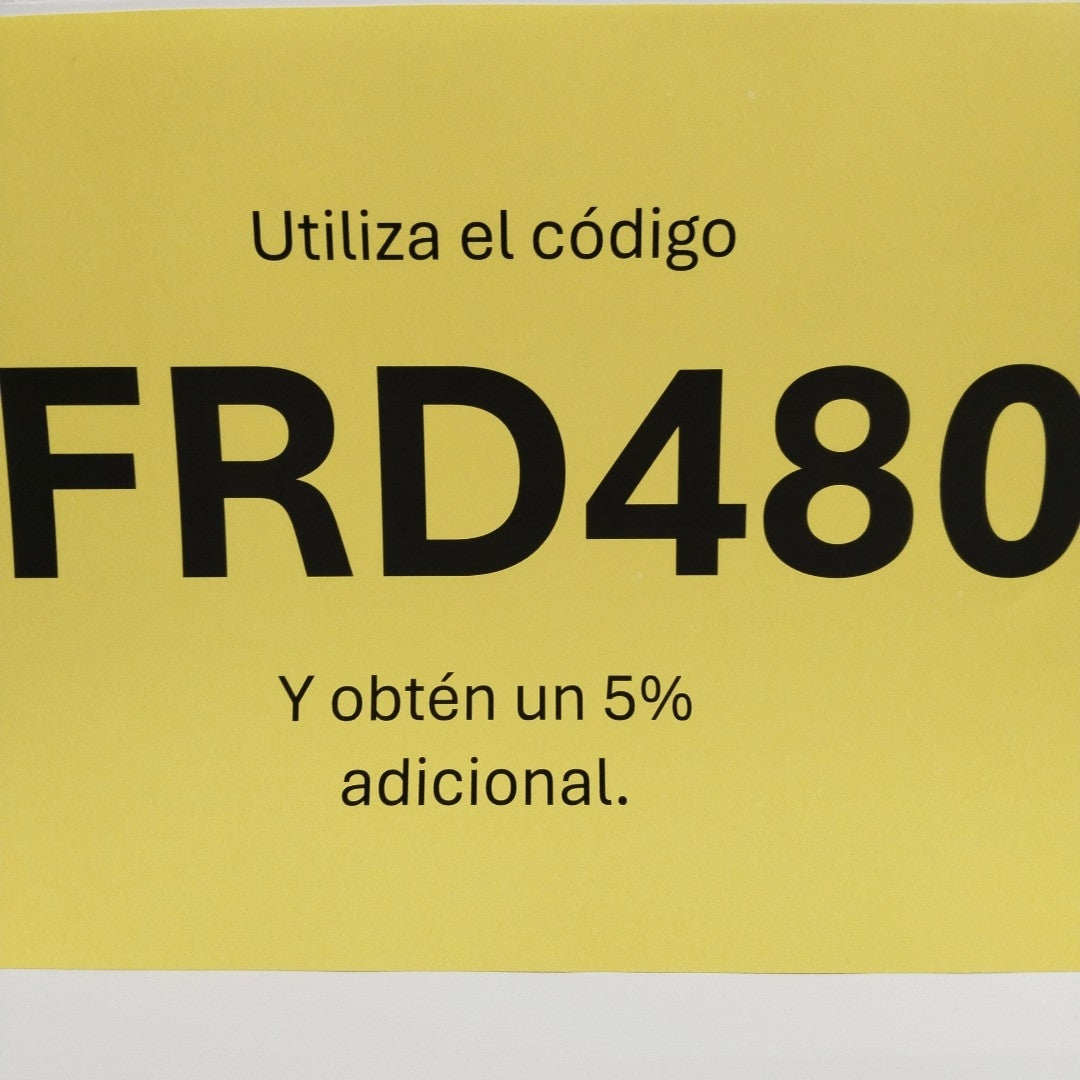 Utiliza el código
FRD480
Y obtén un 5%
adicional.